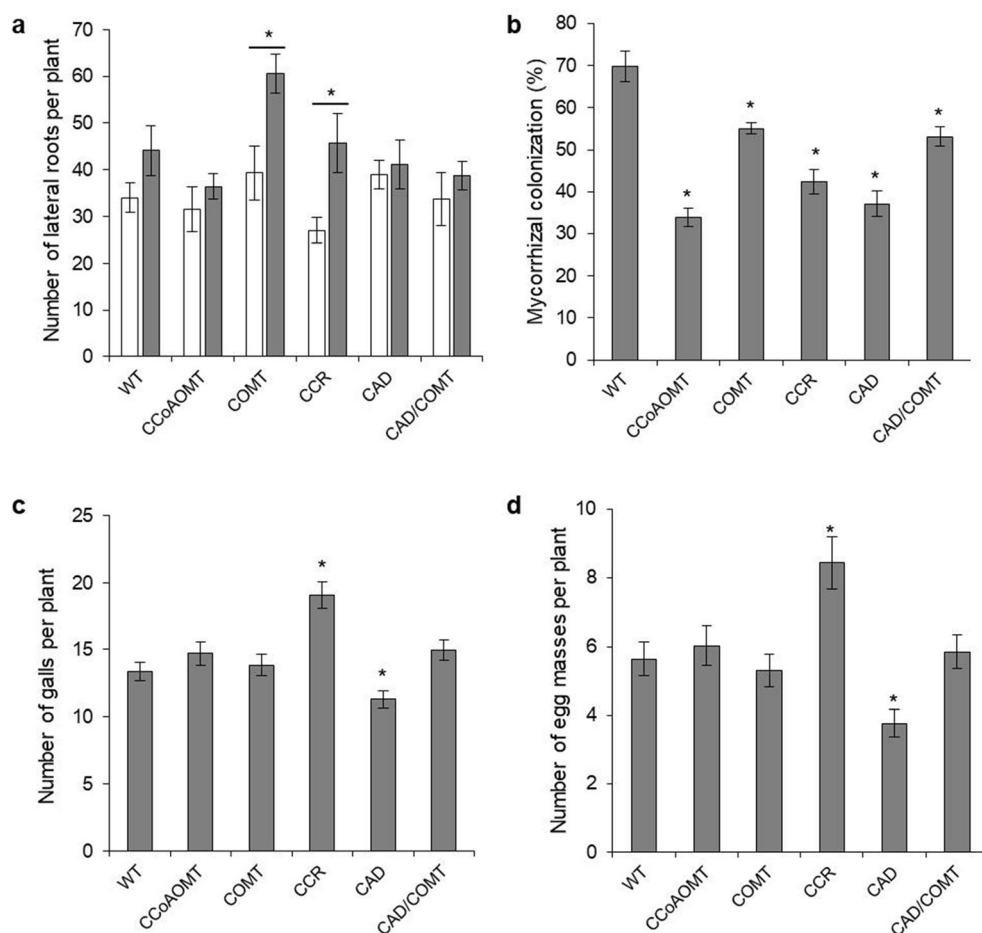 a
Number of lateral roots per plant
70
60
50
40
30
20
10
0
*
*
WT
CCoAOMT
COMT
CCR
CAD
CAD/COMT
b
Mycorrhizal colonization (%)
80
70
60
50
40
30
20
10
0
*
*
*
*
*
WT
CCoAOMT
COMT
CCR
CAD
CAD/COMT
c
Number of galls per plant
25
20
15
10
5
0
*
*
WT
CCoAOMT
COMT
CCR
CAD
CAD/COMT
d
Number of egg masses per plant
10
8
6
4
2
0
*
*
WT
CCoAOMT
COMT
CCR
CAD
CAD/COMT